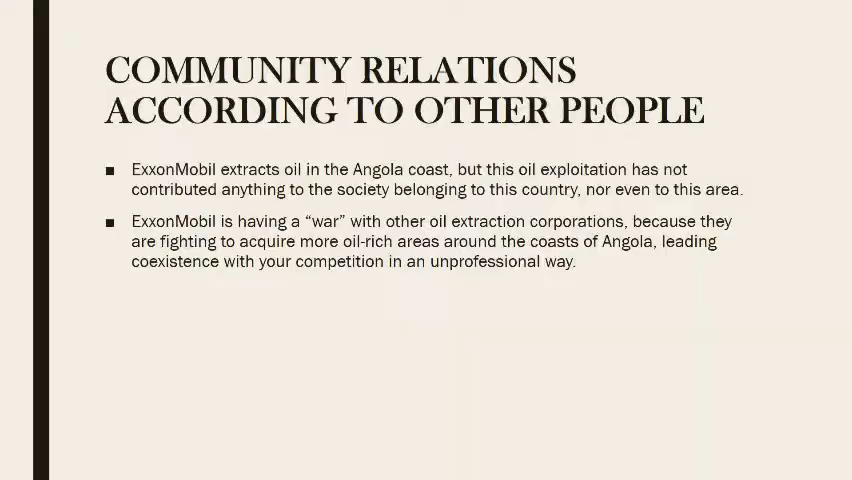 COMMUNITY RELATIONS
ACCORDING TO OTHER PEOPLE
■ ExxonMobil extracts oil in the Angola coast, but this oil exploitation has not
contributed anything to the society belonging to this country, nor even to this area.
■ ExxonMobil is having a “war” with other oil extraction corporations, because they
are fighting to acquire more oil-rich areas around the coasts of Angola, leading
coexistence with your competition in an unprofessional way.